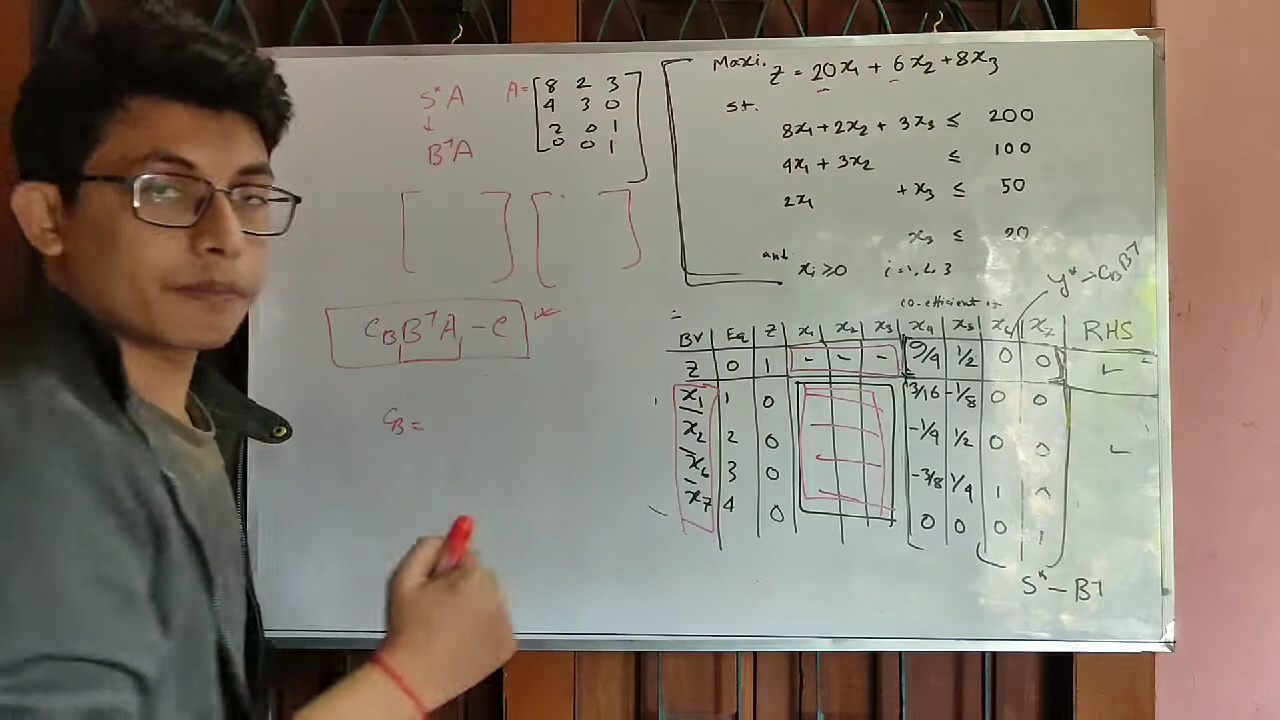 S*A
↓
B⁻¹A
A = [8 2 3
4 3 0
2 0 1
0 0 1]
C_B B⁻¹A - C
C_B =
Maxi. Z = 20x₁ + 6x₂ + 8x₃
st.
8x₁ + 2x₂ + 3x₃ ≤ 200
4x₁ + 3x₂ ≤ 100
2x₁ + x₃ ≤ 50
x₃ ≤ 20
and xᵢ ≥ 0 i = 1, 2, 3
y* → C_B B⁻¹
co-efficient of
BV Eq Z x₁ x₂ x₃ x₄ x₅ x₆ x₇ RHS
Z 0 1 - - - 9/4 1/2 0 0
x₁ 1 0 3/16 -1/8 0 0
x₂ 2 0 -1/4 1/2 0 0
x₆ 3 0 -3/8 1/4 1 0
x₇ 4 0 0 0 0 1
S* - B⁻¹